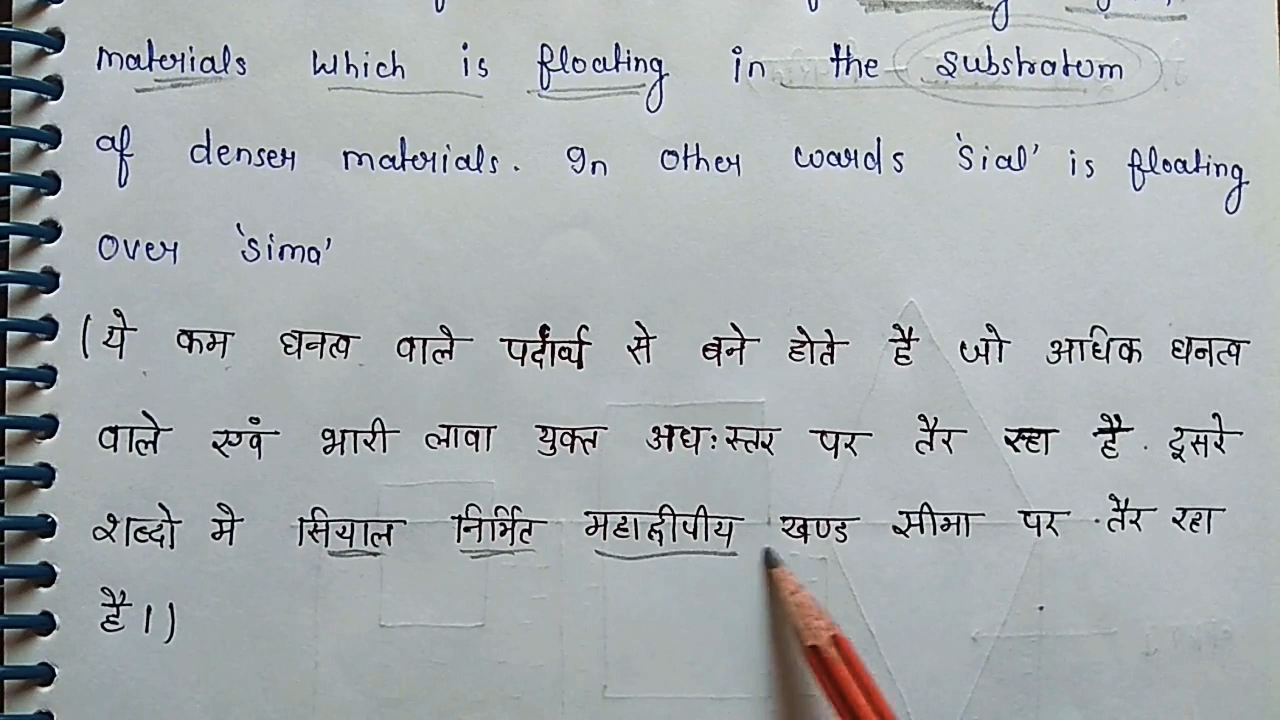 materials which is floating in the substratum
of denser materials. In other words 'sial' is floating
over 'sima'
(ये कम घनत्व वाले पर्दाथ से बने होते है जो अधिक घनत्व
वाले एवं भारी लावा युक्त अधः स्तर पर तैर रहा है. दूसरे
शब्दो मे सियाल निर्मित महाद्वीपीय खण्ड सीमा पर तैर रहा
है।)